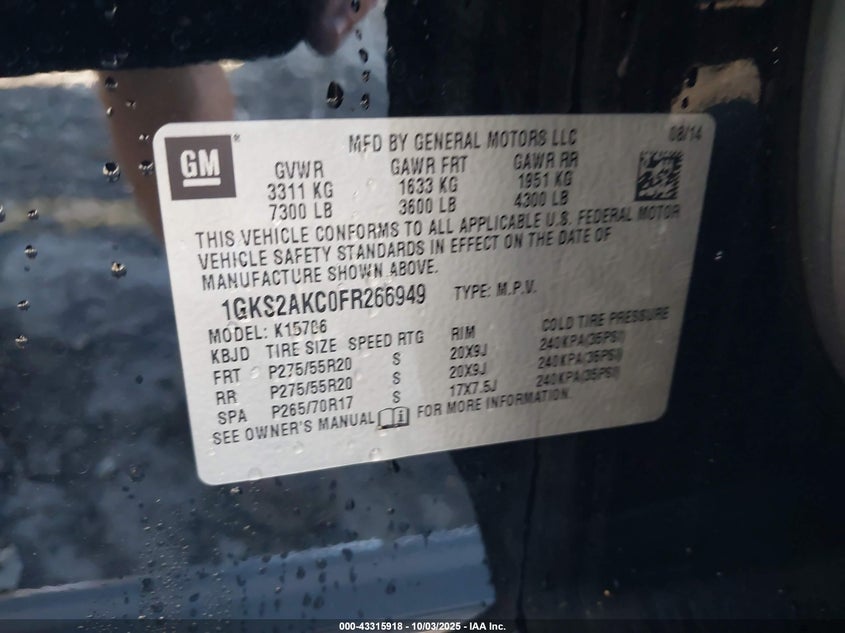 GM
®
MFD BY GENERAL MOTORS LLC
08/14
GVWR GAWR FRT GAWR RR
3311 KG 1633 KG 1951 KG
7300 LB 3600 LB 4300 LB
THIS VEHICLE CONFORMS TO ALL APPLICABLE U.S. FEDERAL MOTOR
VEHICLE SAFETY STANDARDS IN EFFECT ON THE DATE OF
MANUFACTURE SHOWN ABOVE.
1GKS2AKC0FR266949 TYPE: M.P.V.
MODEL: K15706
KBJD TIRE SIZE SPEED RTG RIM COLD TIRE PRESSURE
FRT P275/55R20 S 20X9J 240KPA(35PSI)
RR P275/55R20 S 20X9J 240KPA(35PSI)
SPA P265/70R17 S 17X7.5J 240KPA(35PSI)
SEE OWNER'S MANUAL i FOR MORE INFORMATION.
000-43315918 - 10/03/2025 - IAA Inc.